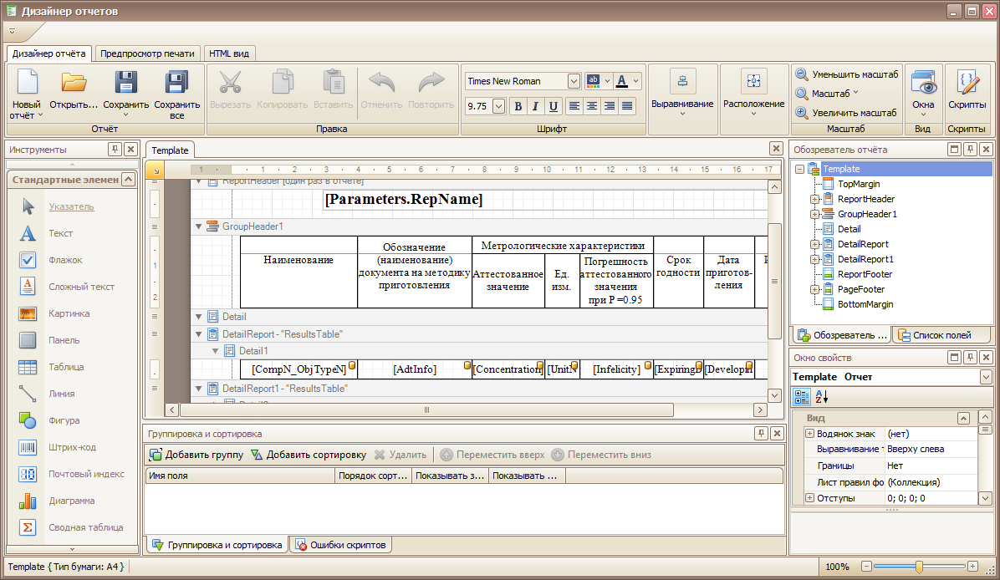 Дизайнер отчетов
Дизайнер отчёта
Предпросмотр печати
HTML вид
Новый отчёт
Открыть...
Сохранить
Сохранить все
Отчёт
Вырезать
Копировать
Вставить
Отменить
Повторить
Правка
Times New Roman
ab
A
9.75
B I U
Шрифт
Выравнивание
Расположение
Уменьшить масштаб
Масштаб
Увеличить масштаб
Масштаб
Окна
Вид
Скрипты
Скрипты
Инструменты
Стандартные элемен
Указатель
Текст
Флажок
Сложный текст
Картинка
Панель
Таблица
Линия
Фигура
Штрих-код
Почтовый индекс
Диаграмма
Сводная таблица
Template
1 1 2 3 4 5 6 7 8 9 10 11 12 13 14 15 16 17
ReportHeader [один раз в отчете]
[Parameters.RepName]
GroupHeader1
1
2
Наименование
Обозначение
(наименование)
документа на методику
приготовления
Метрологические характеристики
Аттестованное
значение
Ед.
изм.
Погрешность
аттестованного
значения
при P =0.95
Срок
годности
Дата
приготов-
ления
Detail
DetailReport - "ResultsTable"
Detail1
[CompN_ObjTypeN] [AdtInfo] [Concentration [UnitN [Infelicity] [ExpiringD [Developin
DetailReport1 - "ResultsTable"
Группировка и сортировка
Добавить группу
Добавить сортировку
Удалить
Переместить вверх
Переместить вниз
Имя поля
Порядок сорт...
Показывать з...
Показывать ...
Группировка и сортировка
Ошибки скриптов
Обозреватель отчёта
Template
TopMargin
ReportHeader
GroupHeader1
Detail
DetailReport
DetailReport1
ReportFooter
PageFooter
BottomMargin
Обозреватель ...
Список полей
Окно свойств
Template Отчет
Вид
Водянок знак (нет)
Выравнивание т Вверху слева
Границы Нет
Лист правил фо (Коллекция)
Отступы 0; 0; 0; 0
Template { Тип бумаги: A4 }
100%